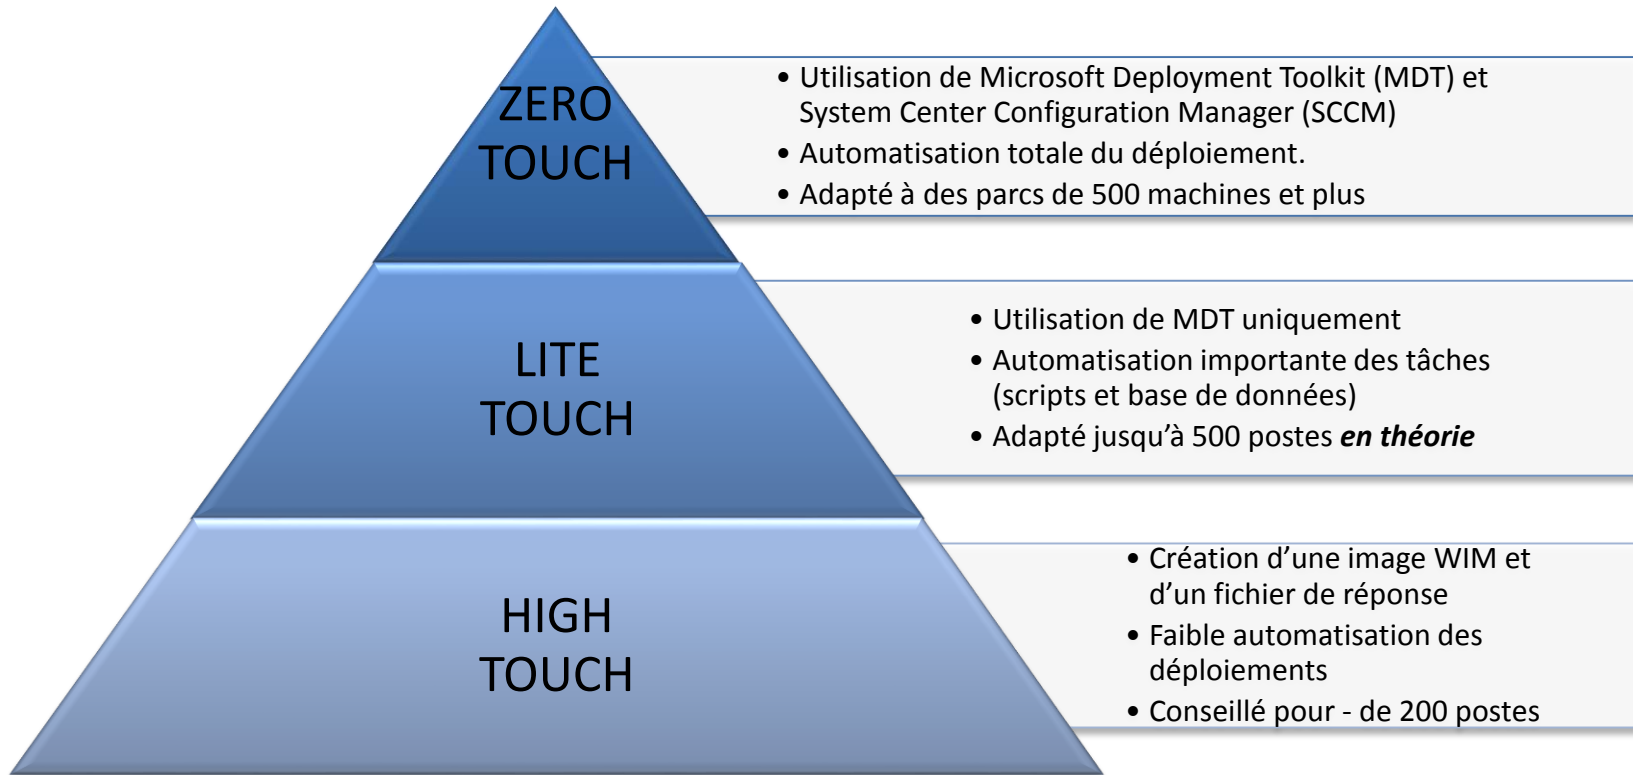 ZERO
TOUCH
• Utilisation de Microsoft Deployment Toolkit (MDT) et
System Center Configuration Manager (SCCM)
• Automatisation totale du déploiement.
• Adapté à des parcs de 500 machines et plus
LITE
TOUCH
• Utilisation de MDT uniquement
• Automatisation importante des tâches
(scripts et base de données)
• Adapté jusqu’à 500 postes en théorie
HIGH
TOUCH
• Création d’une image WIM et
d’un fichier de réponse
• Faible automatisation des
déploiements
• Conseillé pour - de 200 postes